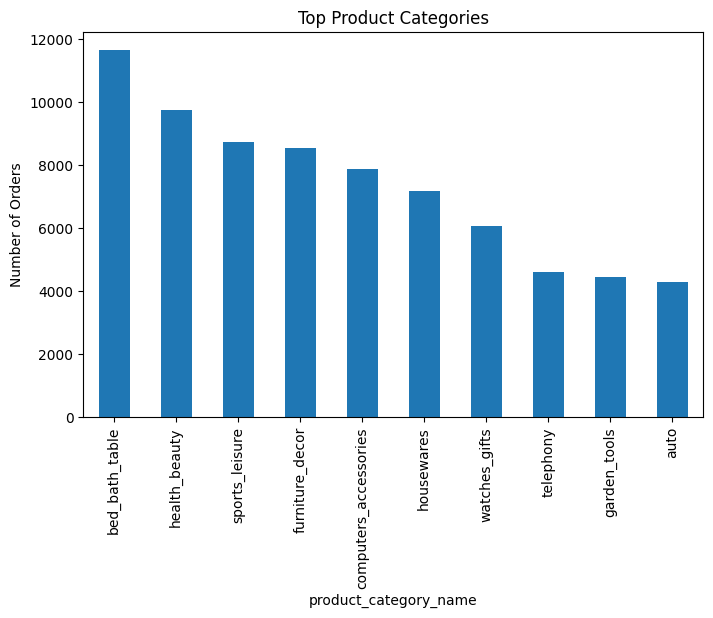 Top Product Categories
Number of Orders
12000
10000
8000
6000
4000
2000
0
bed_bath_table
health_beauty
sports_leisure
furniture_decor
computers_accessories
housewares
watches_gifts
telephony
garden_tools
auto
product_category_name